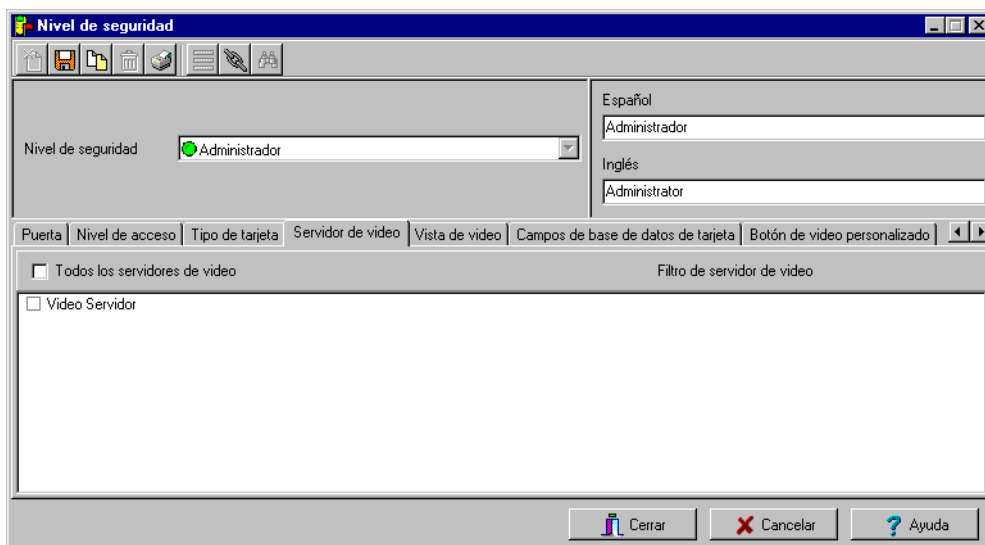 Nivel de seguridad
Español
Administrador
Nivel de seguridad
Administrador
Inglés
Administrator
Puerta
Nivel de acceso
Tipo de tarjeta
Servidor de video
Vista de video
Campos de base de datos de tarjeta
Botón de video personalizado
Todos los servidores de video
Filtro de servidor de video
Video Servidor
Cerrar
Cancelar
Ayuda